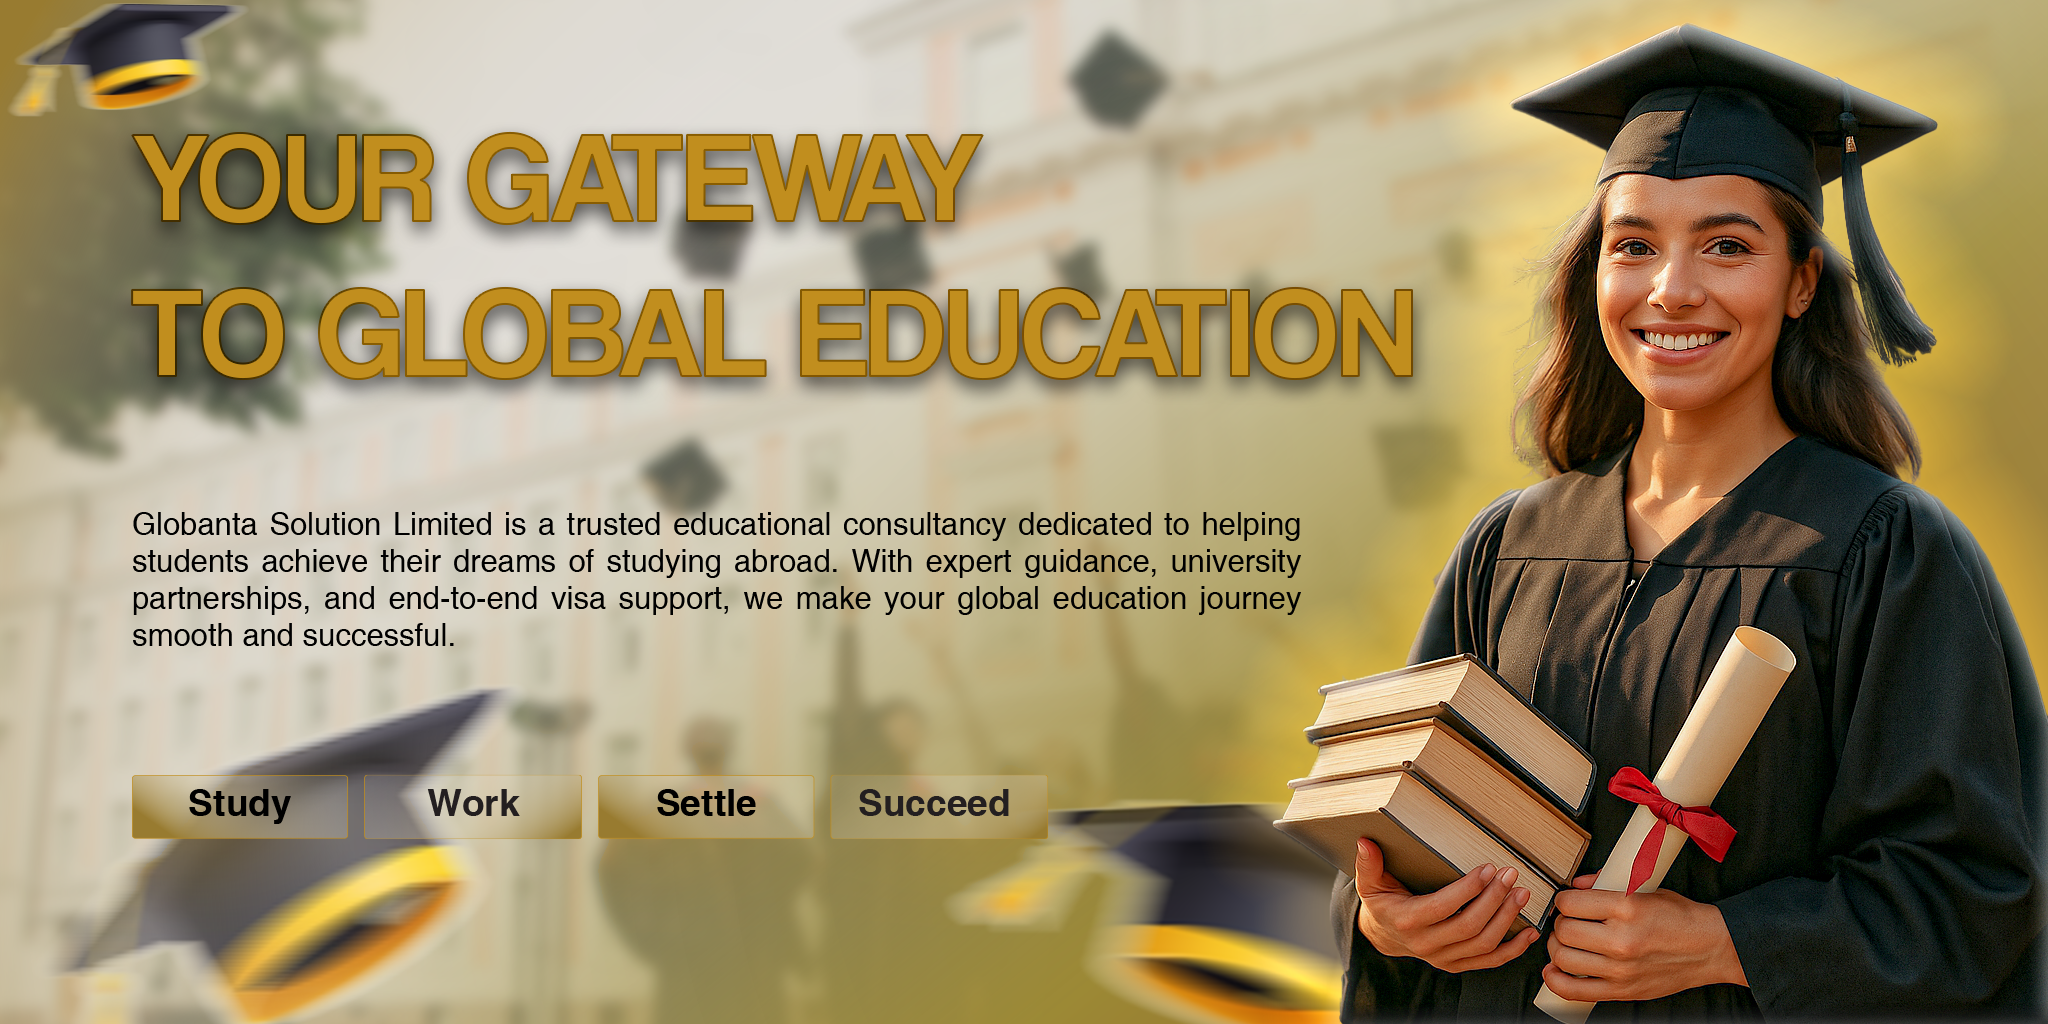 YOUR GATEWAY
TO GLOBAL EDUCATION
Globanta Solution Limited is a trusted educational consultancy dedicated to helping
students achieve their dreams of studying abroad. With expert guidance, university
partnerships, and end-to-end visa support, we make your global education journey
smooth and successful.
Study Work Settle Succeed